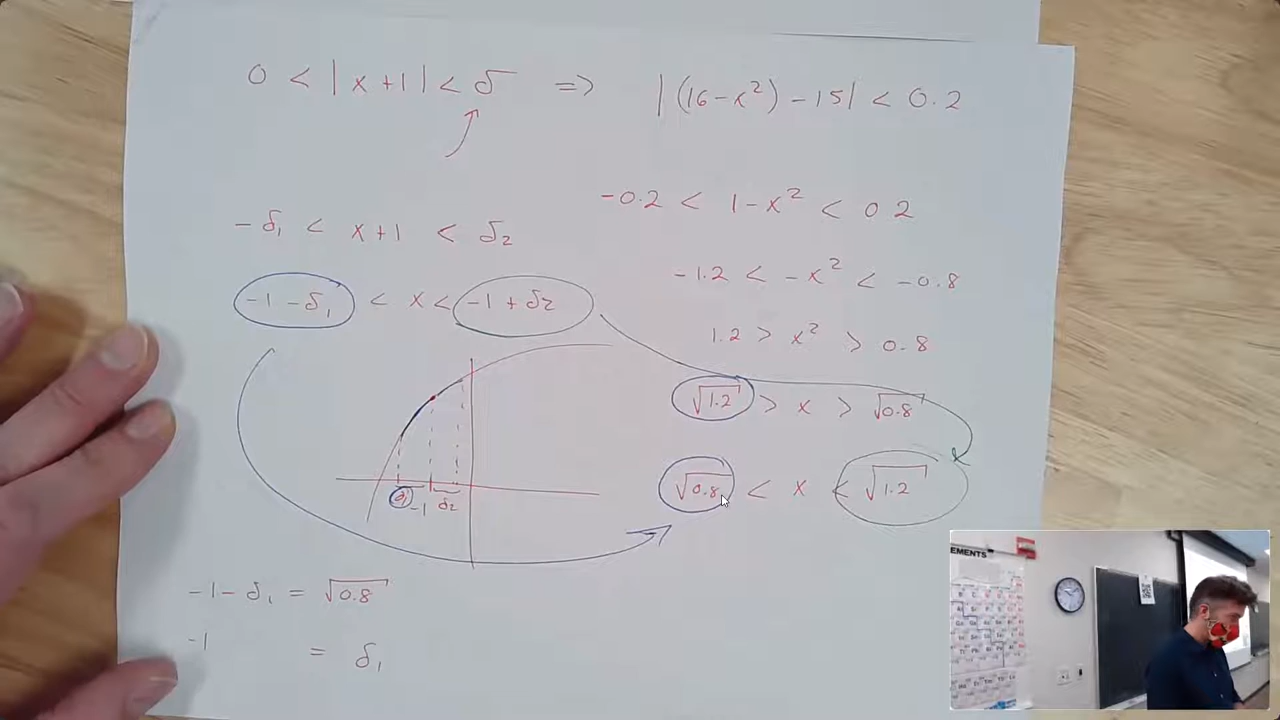 0 < |x+1| < δ => |(16-x²)-15| < 0.2
-0.2 < 1-x² < 0.2
-δ₁ < x+1 < δ₂
-1.2 < -x² < -0.8
-1-δ₁ < x < -1+δ₂
1.2 > x² > 0.8
√1.2 > x > √0.8
√0.8 < x < √1.2
δ₁ -1 δ₂
-1-δ₁ = √0.8
-1 = δ₁
EMENTS